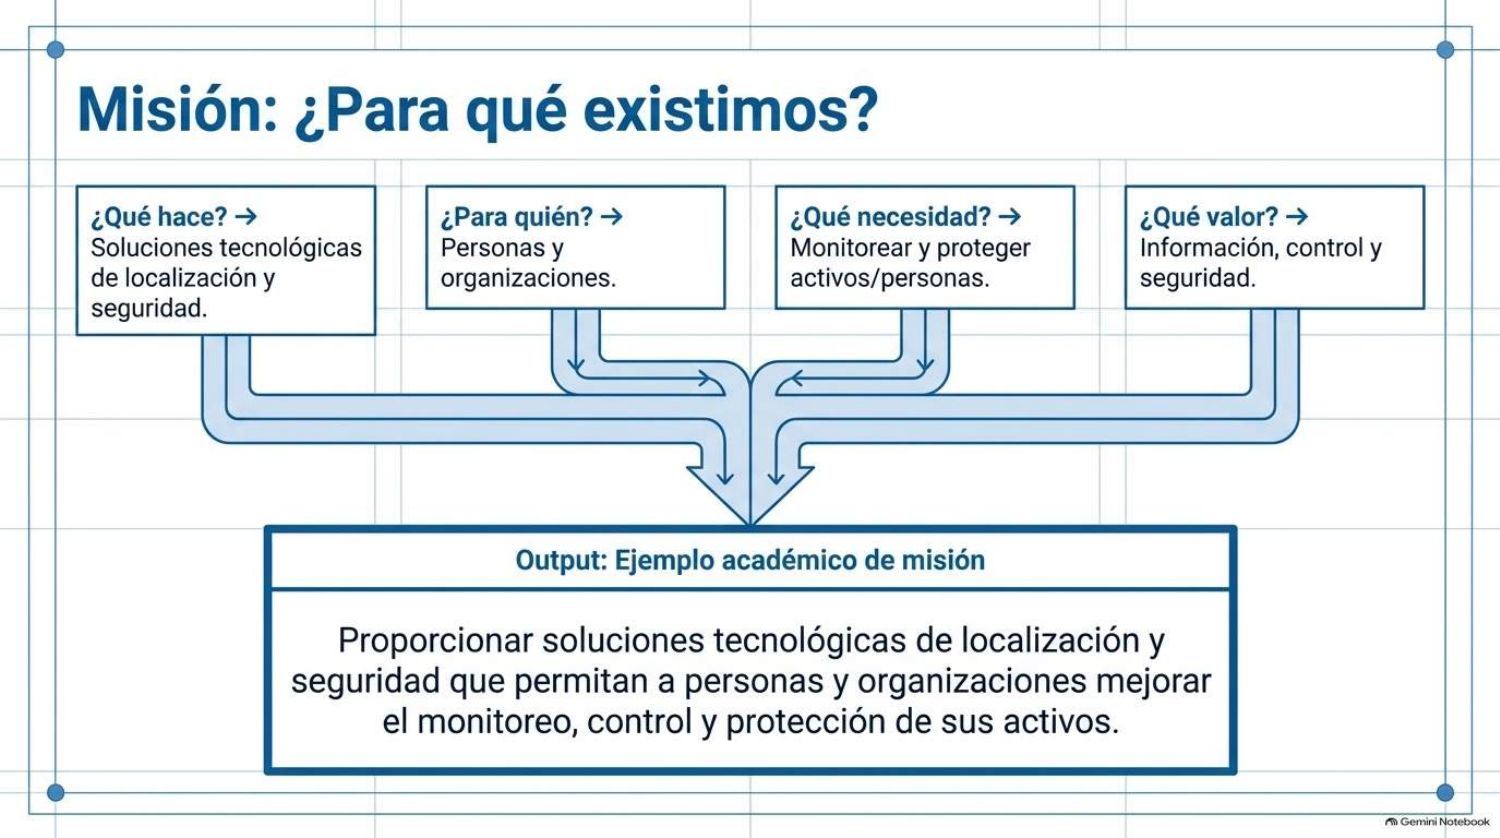 Misión: ¿Para qué existimos?
¿Qué hace? →
Soluciones tecnológicas
de localización y
seguridad.
¿Para quién? →
Personas y
organizaciones.
¿Qué necesidad? →
Monitorear y proteger
activos/personas.
¿Qué valor? →
Información, control y
seguridad.
Output: Ejemplo académico de misión
Proporcionar soluciones tecnológicas de localización y
seguridad que permitan a personas y organizaciones mejorar
el monitoreo, control y protección de sus activos.
Gemini Notebook